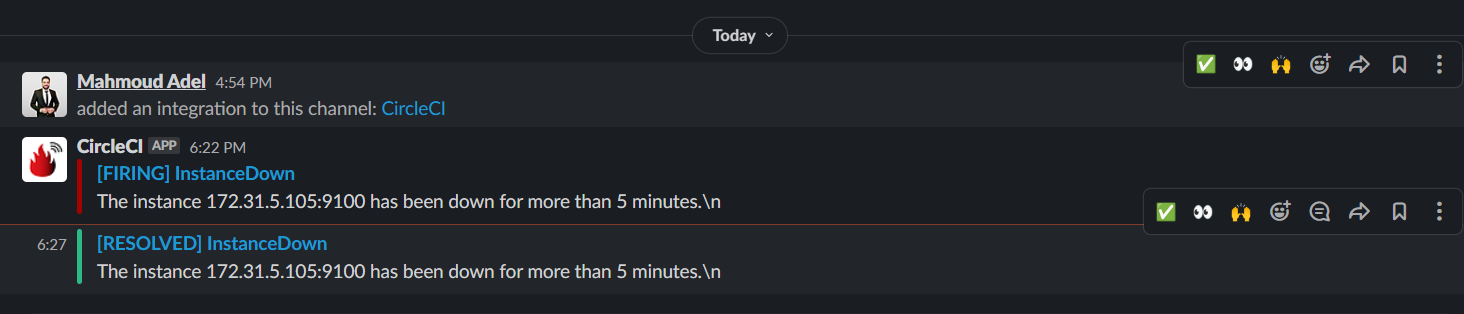 Today
Mahmoud Adel 4:54 PM
added an integration to this channel: CircleCI
CircleCI APP 6:22 PM
[FIRING] InstanceDown
The instance 172.31.5.105:9100 has been down for more than 5 minutes.\n
6:27 [RESOLVED] InstanceDown
The instance 172.31.5.105:9100 has been down for more than 5 minutes.\n